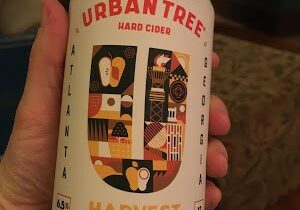 URBAN TREE
HARD CIDER
ATLANTA
GEORGIA
6.5%
HARVEST